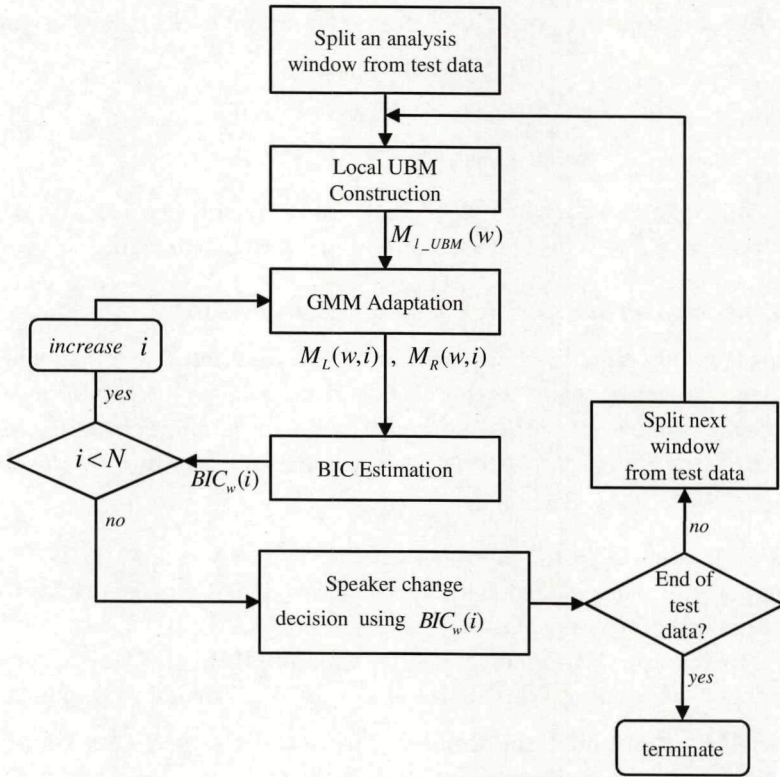 Split an analysis
window from test data
Local UBM
Construction
M_{l_UBM}(w)
GMM Adaptation
increase i
M_L(w,i) , M_R(w,i)
yes
Split next
window
from test data
i<N
BIC_w(i)
BIC Estimation
no
no
Speaker change
decision using BIC_w(i)
End of
test
data?
yes
terminate